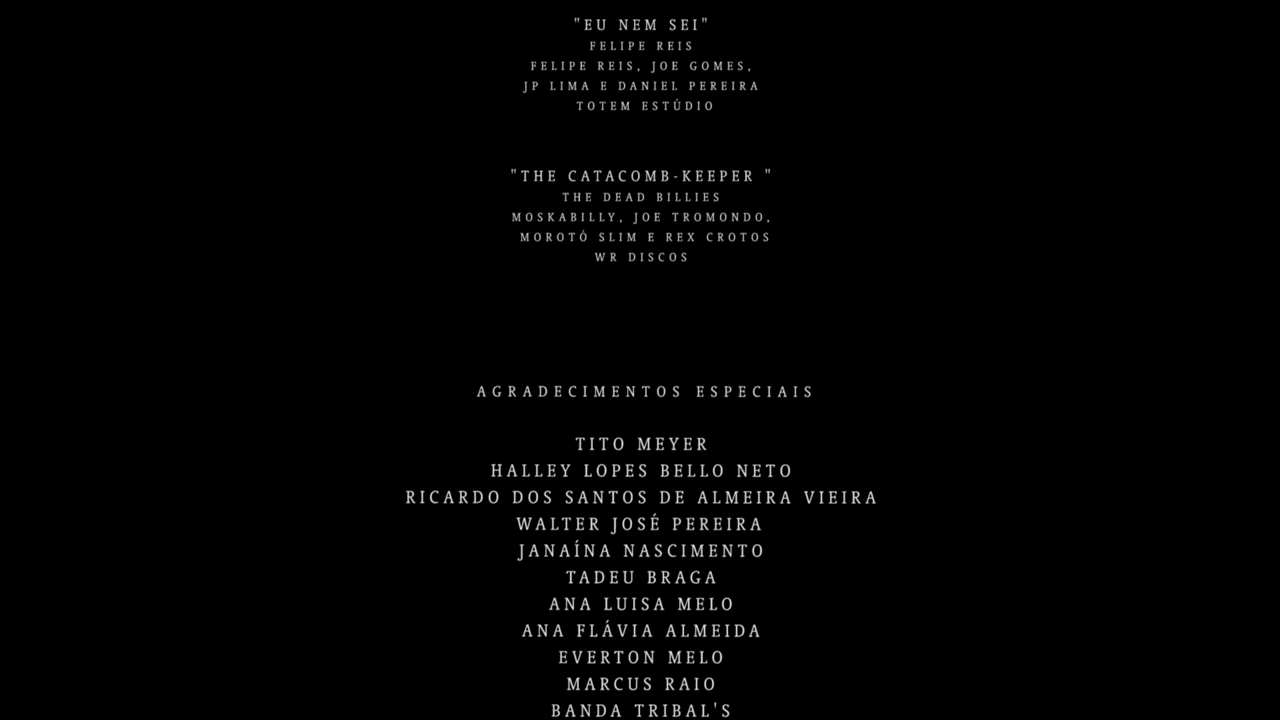 "EU NEM SEI"
FELIPE REIS
FELIPE REIS, JOE GOMES,
JP LIMA E DANIEL PEREIRA
TOTEM ESTÚDIO
"THE CATACOMB-KEEPER "
THE DEAD BILLIES
MOSKABILLY, JOE TROMONDO,
MOROTÓ SLIM E REX CROTOS
WR DISCOS
AGRADECIMENTOS ESPECIAIS
TITO MEYER
HALLEY LOPES BELLO NETO
RICARDO DOS SANTOS DE ALMEIRA VIEIRA
WALTER JOSÉ PEREIRA
JANAÍNA NASCIMENTO
TADEU BRAGA
ANA LUISA MELO
ANA FLÁVIA ALMEIDA
EVERTON MELO
MARCUS RAIO
BANDA TRIBAL'S